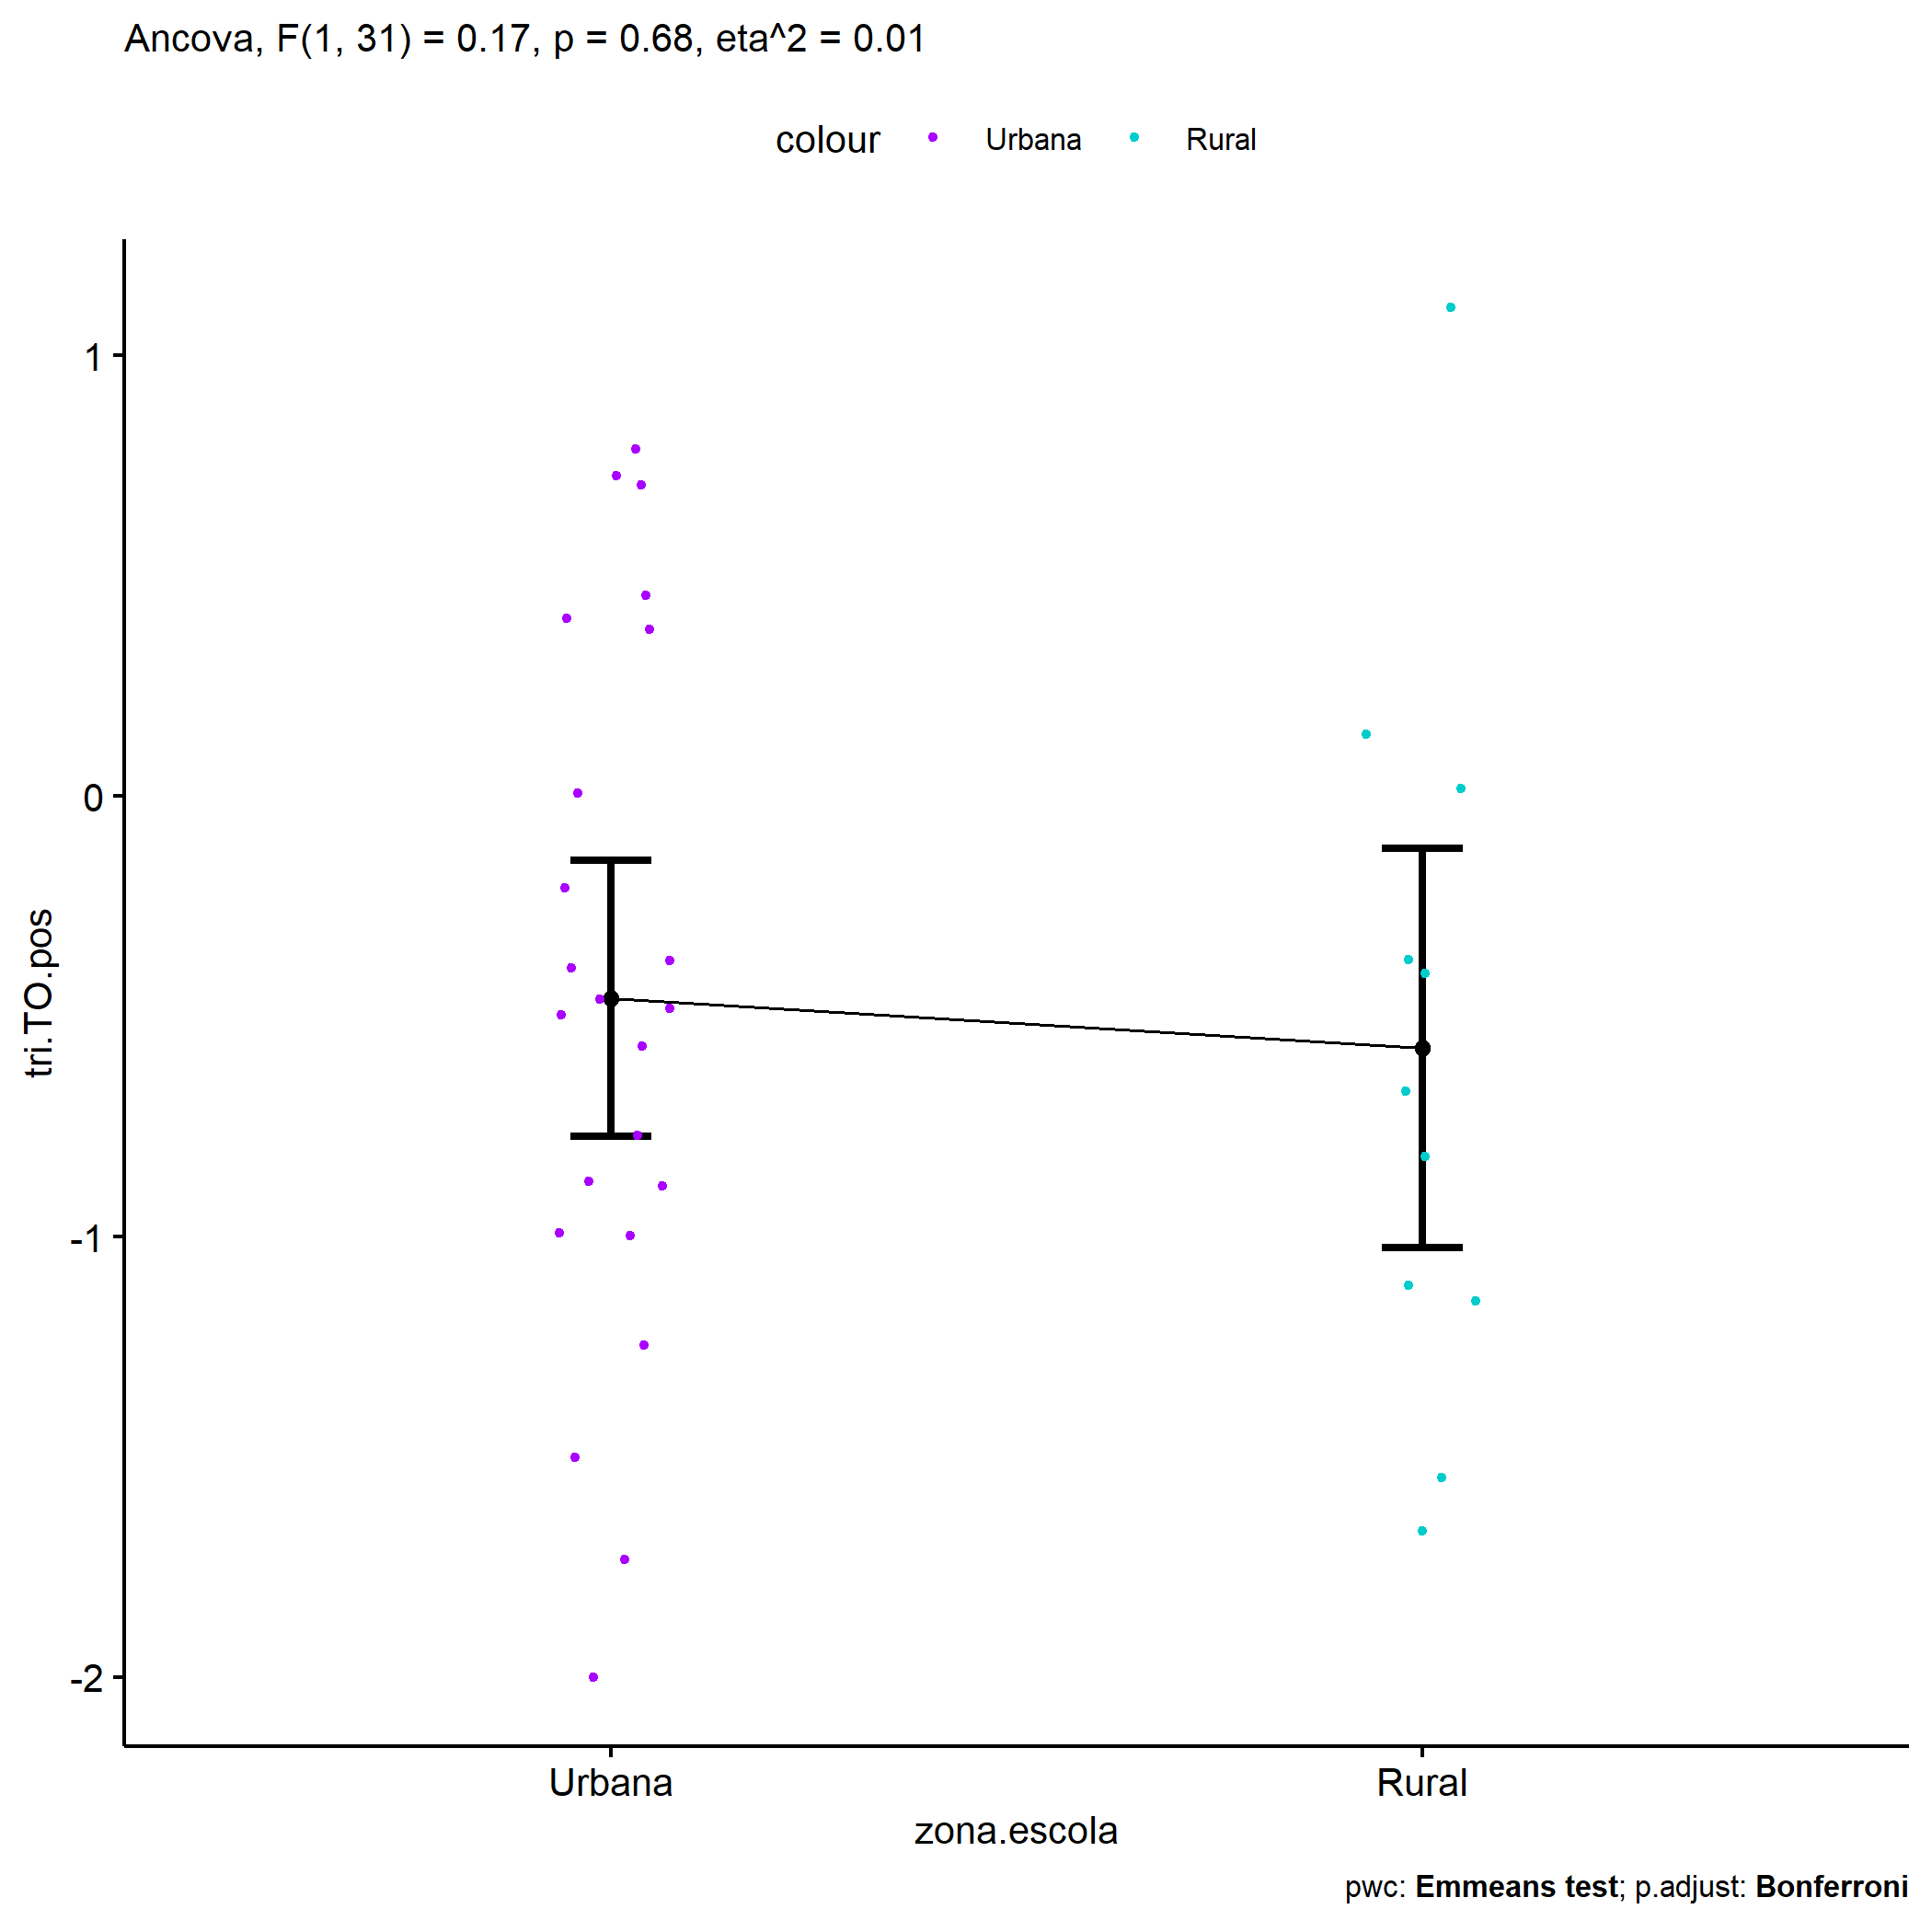 Ancova, F(1, 31) = 0.17, p = 0.68, eta^2 = 0.01
colour Urbana Rural
1
0
-1
-2
tri.TO.pos
Urbana Rural
zona.escola
pwc: Emmeans test; p.adjust: Bonferroni